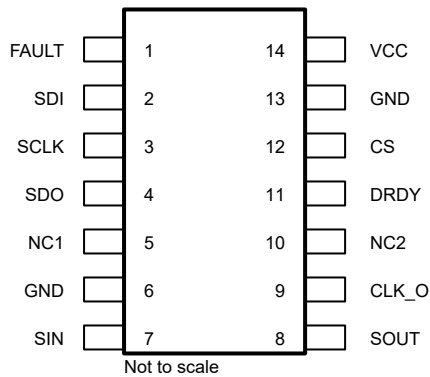 FAULT 1 14 VCC
SDI 2 13 GND
SCLK 3 12 CS
SDO 4 11 DRDY
NC1 5 10 NC2
GND 6 9 CLK_O
SIN 7 8 SOUT
Not to scale